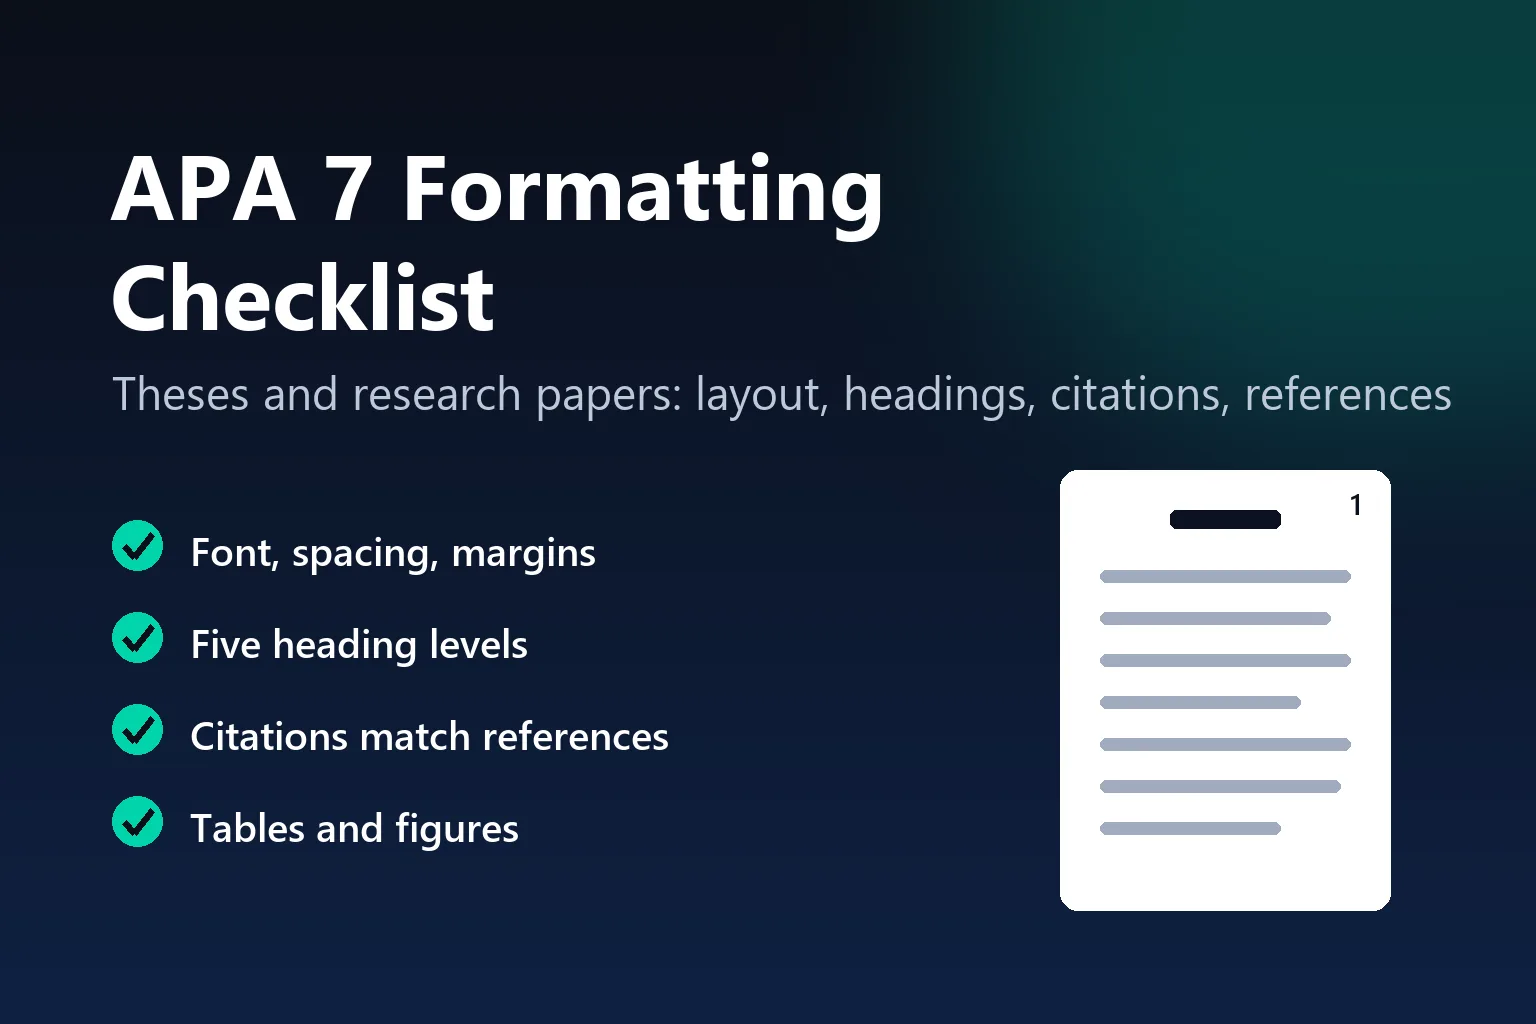 APA 7 Formatting
Checklist
Theses and research papers: layout, headings, citations, references
Font, spacing, margins
Five heading levels
Citations match references
Tables and figures
1